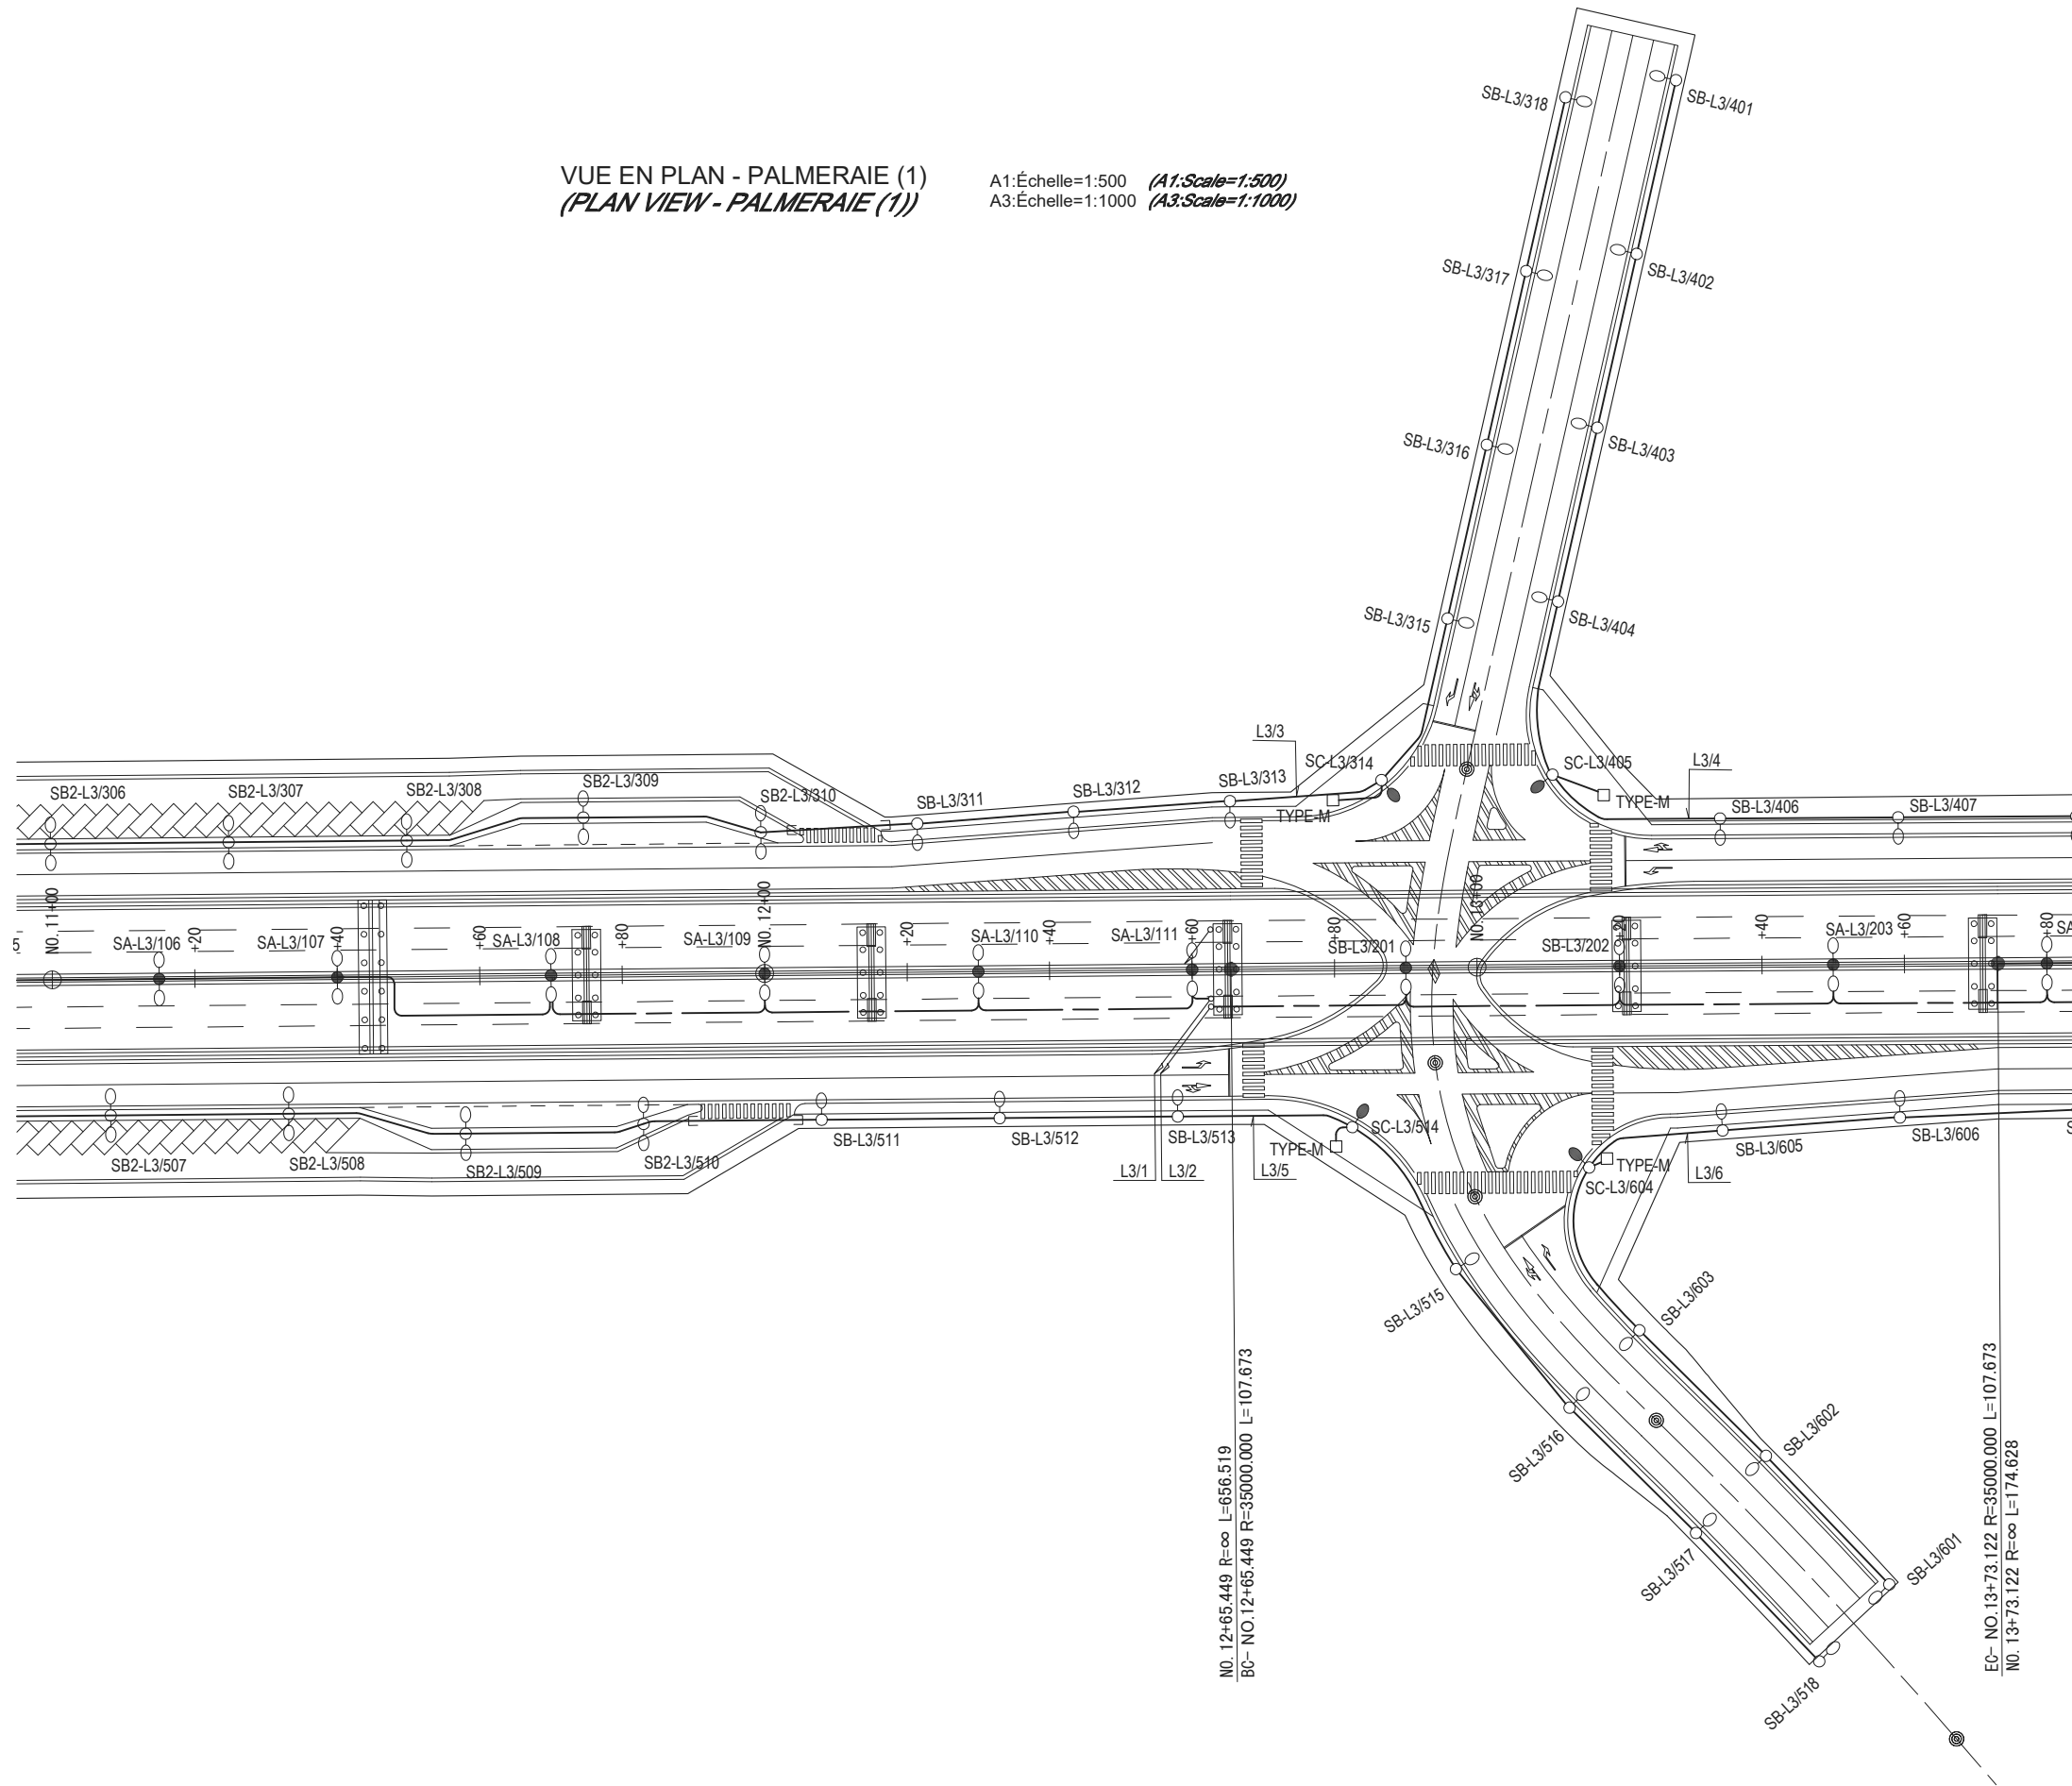 VUE EN PLAN - PALMERAIE (1)
(PLAN VIEW - PALMERAIE (1))
A1:Échelle=1:500 (A1:Scale=1:500)
A3:Échelle=1:1000 (A3:Scale=1:1000)
SB-L3/318
SB-L3/401
SB-L3/317
SB-L3/402
SB-L3/316
SB-L3/403
SB-L3/315
SB-L3/404
L3/3
SC-L3/314
SC-L3/405
L3/4
SB2-L3/306
SB2-L3/307
SB2-L3/308
SB2-L3/309
SB2-L3/310
SB-L3/311
SB-L3/312
SB-L3/313
TYPE-M
TYPE-M
SB-L3/406
SB-L3/407
NO. 11+00
+20
+40
+60
+80
NO. 12+00
+20
+40
+60
+80
NO. 13+00
+20
+40
+60
+80
5
SA-L3/106
SA-L3/107
SA-L3/108
SA-L3/109
SA-L3/110
SA-L3/111
SB-L3/201
SB-L3/202
SA-L3/203
SA
SB2-L3/507
SB2-L3/508
SB2-L3/509
SB2-L3/510
SB-L3/511
SB-L3/512
SB-L3/513
SC-L3/514
TYPE-M
L3/1
L3/2
L3/5
TYPE-M
SC-L3/604
L3/6
SB-L3/605
SB-L3/606
S
SB-L3/515
SB-L3/603
SB-L3/516
SB-L3/602
SB-L3/517
SB-L3/601
SB-L3/518
NO. 12+65.449 R=∞ L=656.519
BC- NO.12+65.449 R=35000.000 L=107.673
EC- NO.13+73.122 R=35000.000 L=107.673
NO. 13+73.122 R=∞ L=174.628